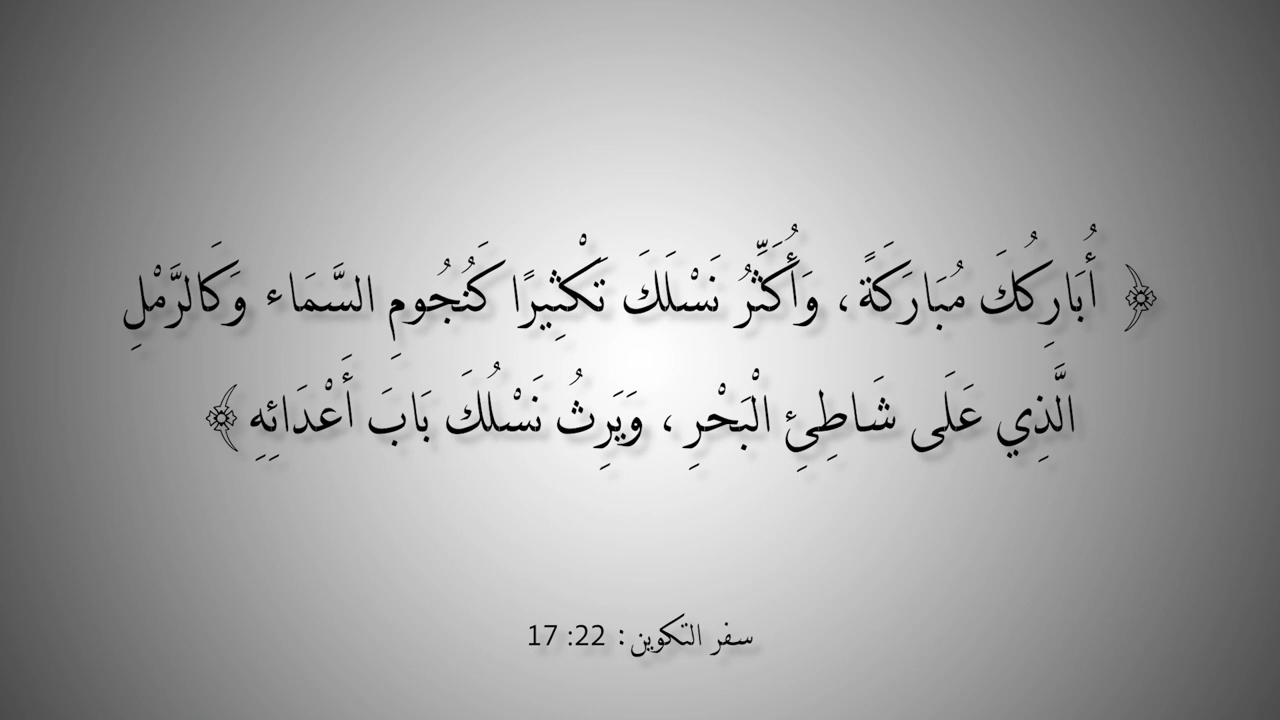 ﴿ أُبَارِكُكَ مُبَارَكَةً، وَأُكَثِّرُ نَسْلَكَ تَكْثِيرًا كَنُجُومِ السَّمَاء وَكَالرَّمْلِ
الَّذِي عَلَى شَاطِئِ الْبَحْرِ، وَيَرِثُ نَسْلُكَ بَابَ أَعْدَائِهِ ﴾
سفر التكوين: 22: 17